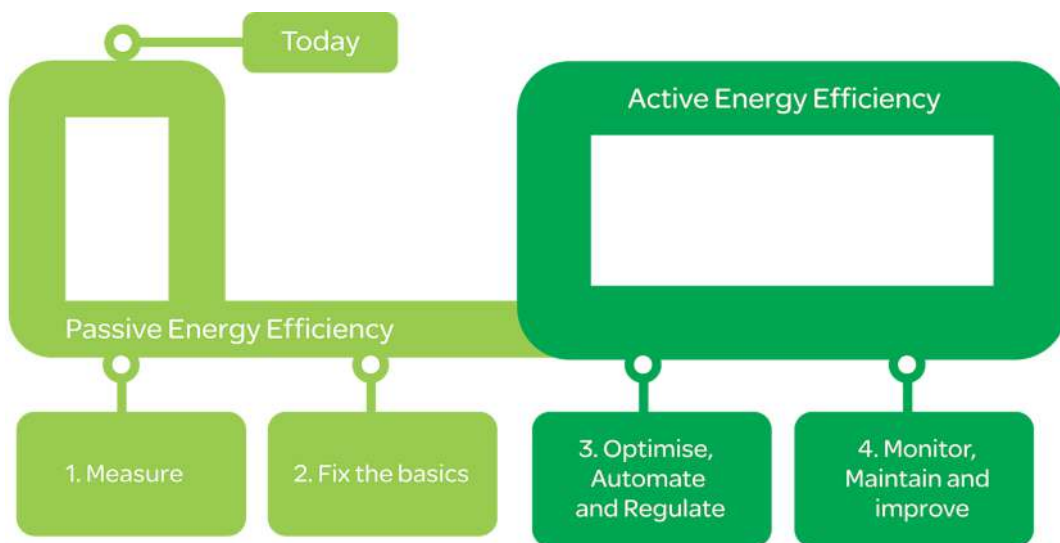 Today
Active Energy Efficiency
Passive Energy Efficiency
1. Measure
2. Fix the basics
3. Optimise,
Automate
and Regulate
4. Monitor,
Maintain and
improve